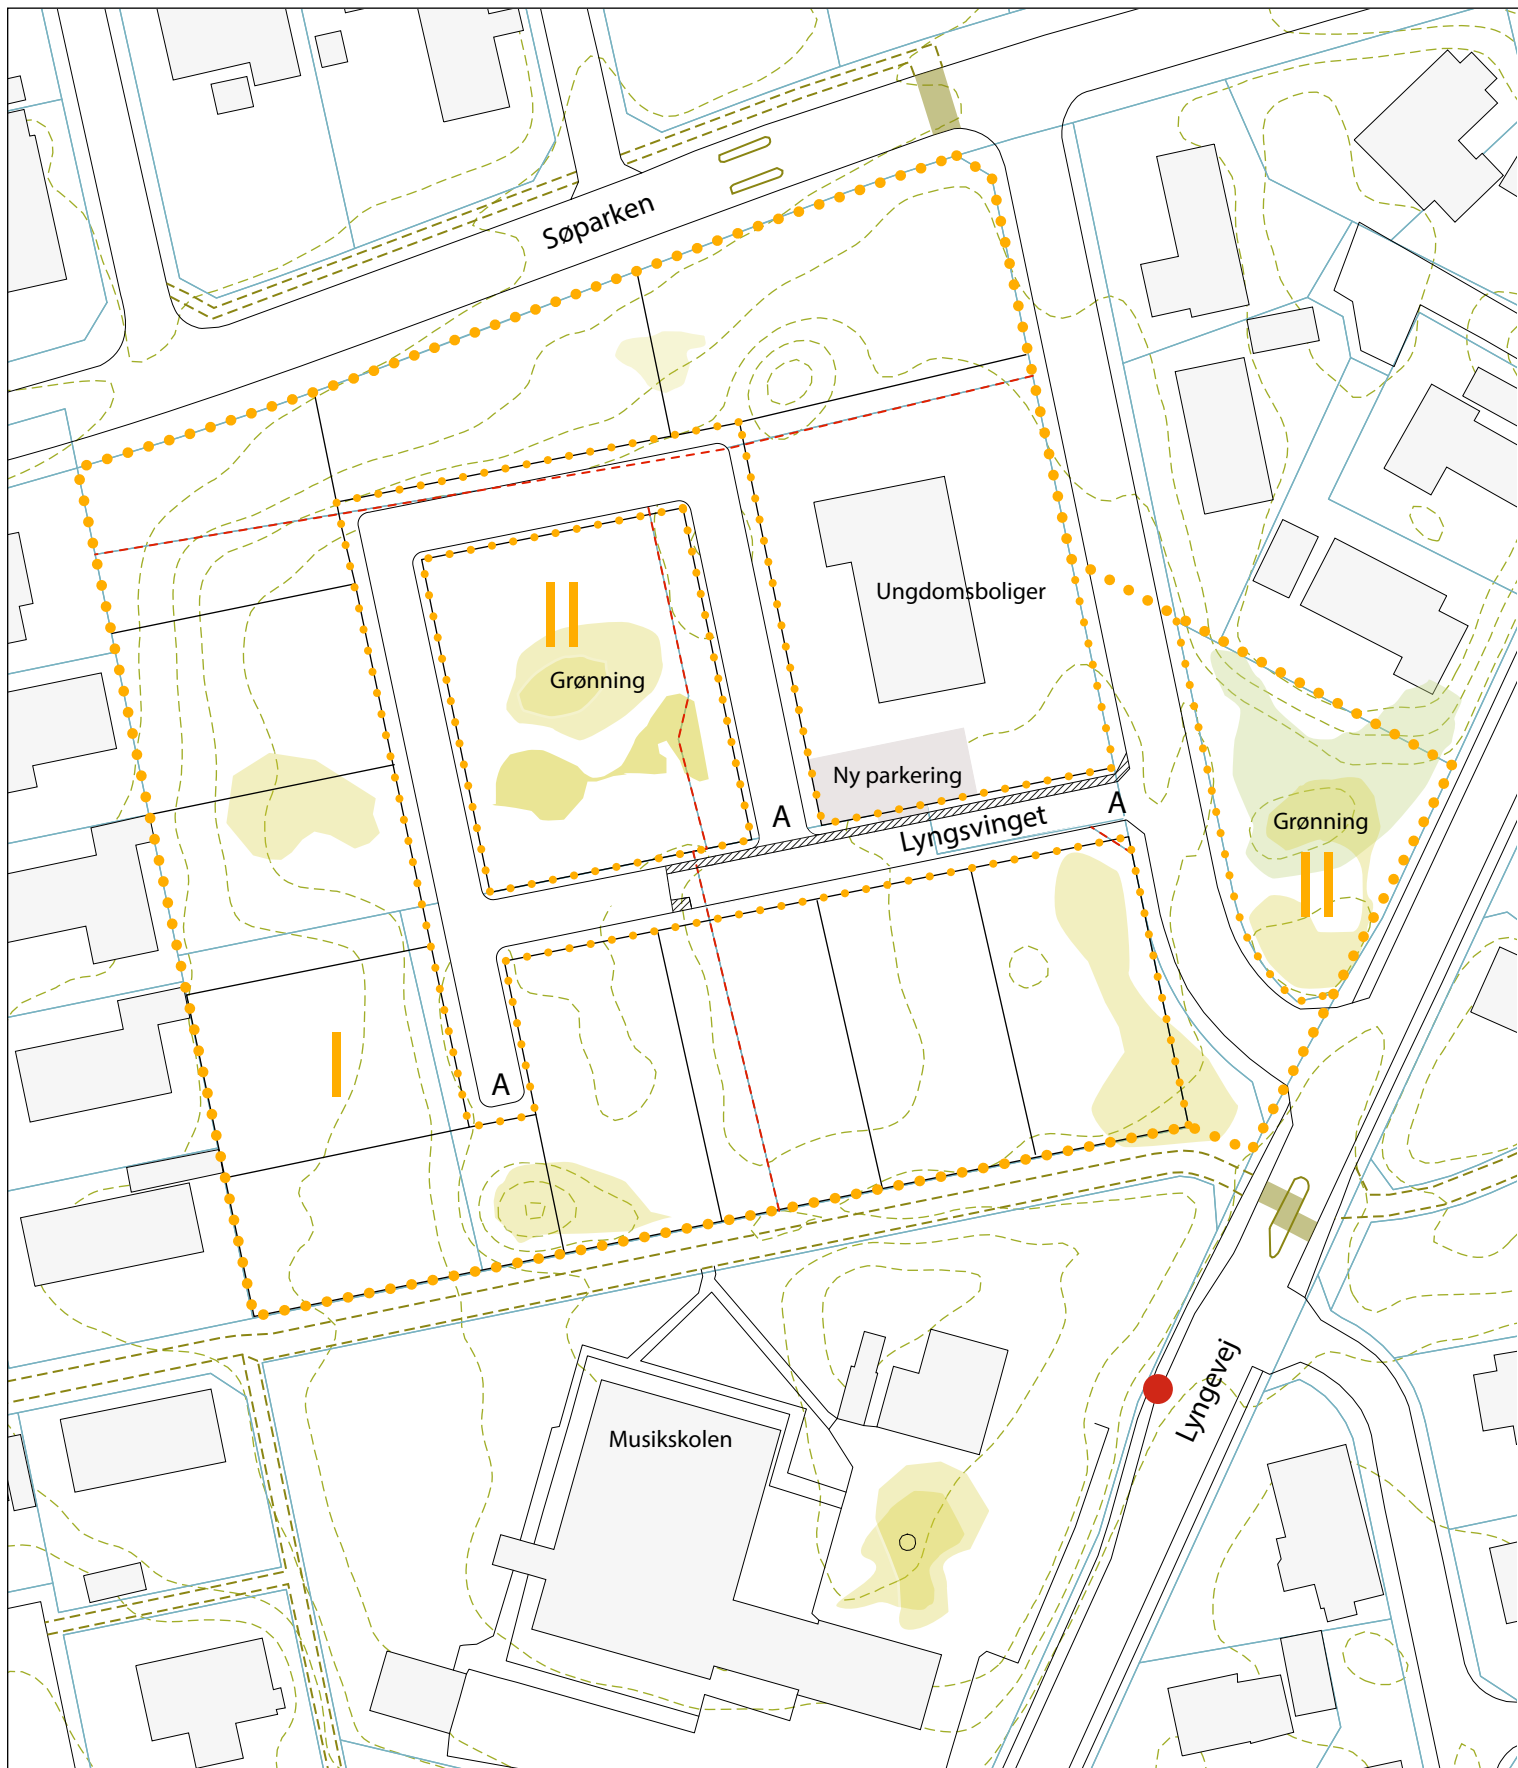 Søparken
Ungdomsboliger
II
Grønning
Ny parkering
A
A
Lyngsvinget
Grønning
II
I
A
Lyngevej
Musikskolen